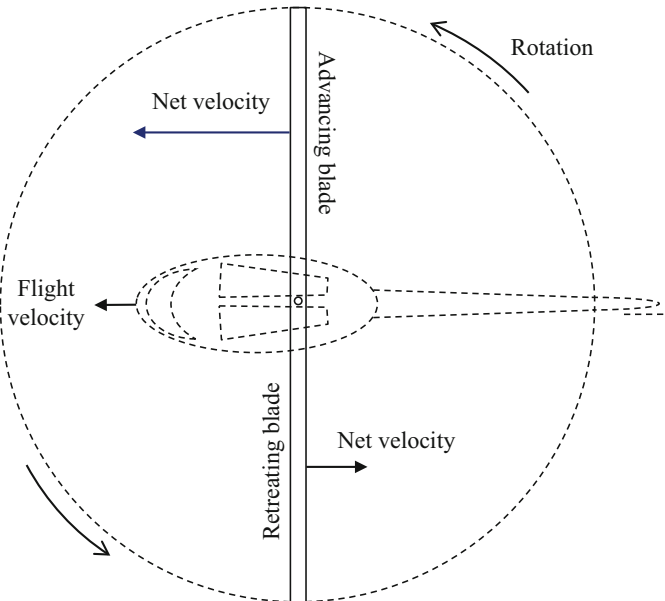 Rotation
Net velocity
Advancing blade
Flight
velocity
Retreating blade
Net velocity